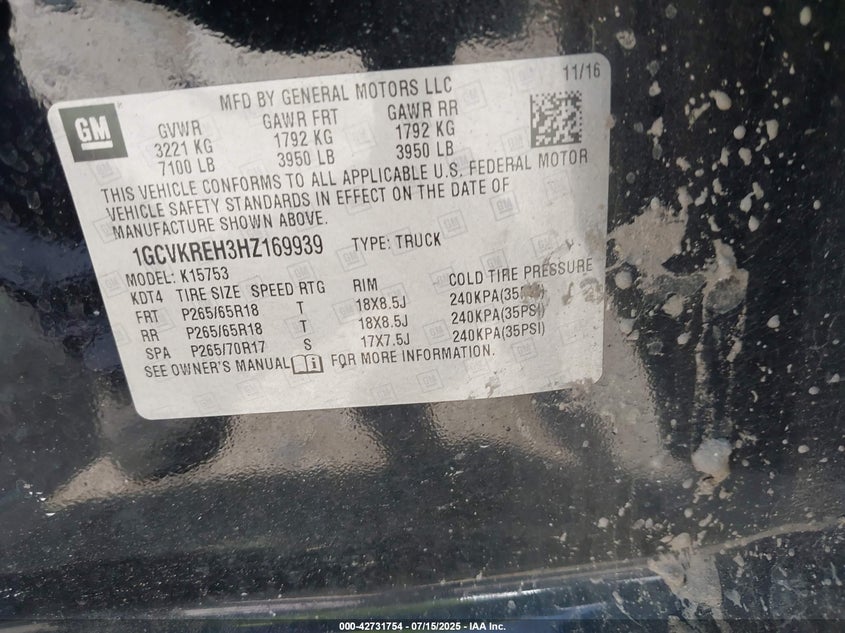 11/16
MFD BY GENERAL MOTORS LLC
GM
GVWR GAWR FRT GAWR RR
3221 KG 1792 KG 1792 KG
7100 LB 3950 LB 3950 LB
THIS VEHICLE CONFORMS TO ALL APPLICABLE U.S. FEDERAL MOTOR
VEHICLE SAFETY STANDARDS IN EFFECT ON THE DATE OF
MANUFACTURE SHOWN ABOVE.
1GCVKREH3HZ169939 TYPE: TRUCK
MODEL: K15753
KDT4 TIRE SIZE SPEED RTG RIM COLD TIRE PRESSURE
FRT P265/65R18 T 18X8.5J 240KPA(35PSI)
RR P265/65R18 T 18X8.5J 240KPA(35PSI)
SPA P265/70R17 S 17X7.5J 240KPA(35PSI)
SEE OWNER'S MANUAL FOR MORE INFORMATION.
000-42731754 / 07/15/2025 / IAA Inc.